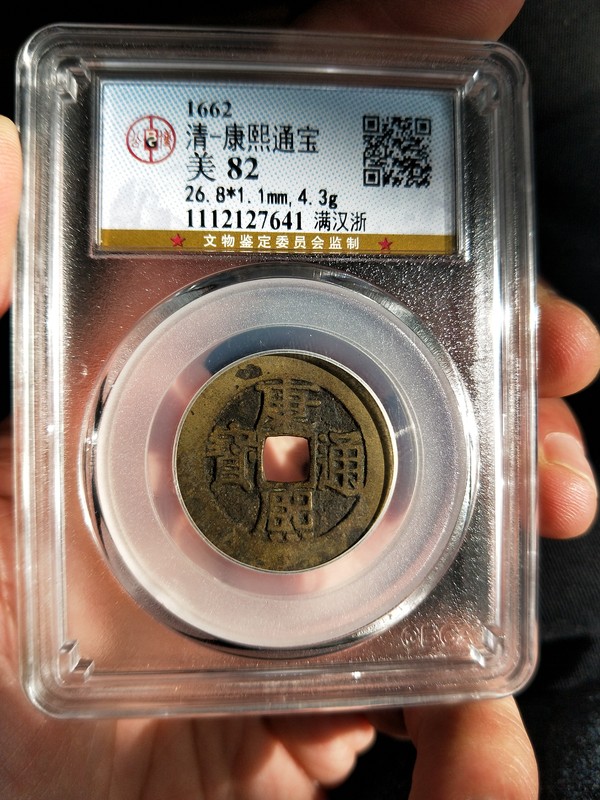 1662
清-康熙通宝
美 82
26.8*1.1mm,4.3g
1112127641 满汉浙
文物鉴定委员会监制
康熙通寳